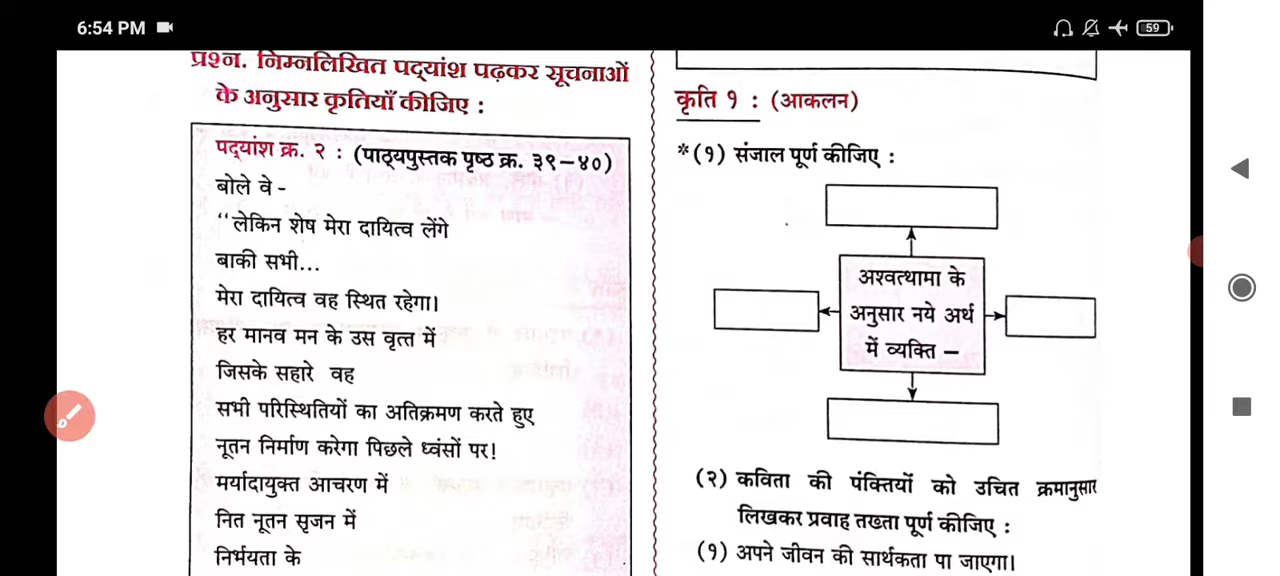 6:54 PM
59
प्रश्न. निम्नलिखित पद्यांश पढ़कर सूचनाओं
के अनुसार कृतियाँ कीजिए :
पद्यांश क्र. २ : (पाठ्यपुस्तक पृष्ठ क्र. ३९-४०)
बोले वे -
“लेकिन शेष मेरा दायित्व लेंगे
बाकी सभी...
मेरा दायित्व वह स्थित रहेगा।
हर मानव मन के उस वृत्त में
जिसके सहारे वह
सभी परिस्थितियों का अतिक्रमण करते हुए
नूतन निर्माण करेगा पिछले ध्वंसों पर!
मर्यादायुक्त आचरण में
नित नूतन सृजन में
निर्भयता के
कृति १ : (आकलन)
*(१) संजाल पूर्ण कीजिए :
अश्वत्थामा के
अनुसार नये अर्थ
में व्यक्ति –
(२) कविता की पंक्तियों को उचित क्रमानुसार
लिखकर प्रवाह तख्ता पूर्ण कीजिए :
(१) अपने जीवन की सार्थकता पा जाएगा।